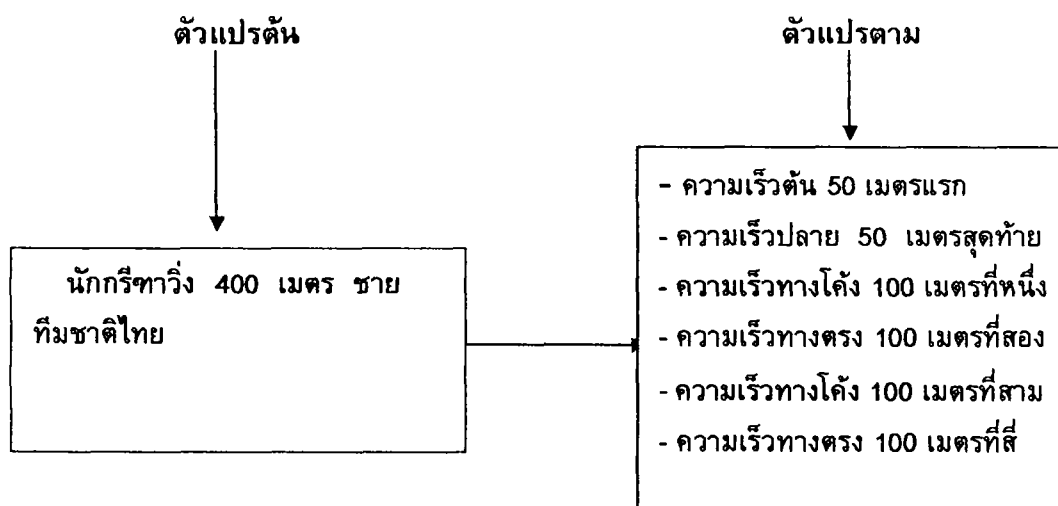 ตัวแปรต้น
ตัวแปรตาม
นักกรีฑาวิ่ง 400 เมตร ชาย
ทีมชาติไทย
- ความเร็วต้น 50 เมตรแรก
- ความเร็วปลาย 50 เมตรสุดท้าย
- ความเร็วทางโค้ง 100 เมตรที่หนึ่ง
- ความเร็วทางตรง 100 เมตรที่สอง
- ความเร็วทางโค้ง 100 เมตรที่สาม
- ความเร็วทางตรง 100 เมตรที่สี่